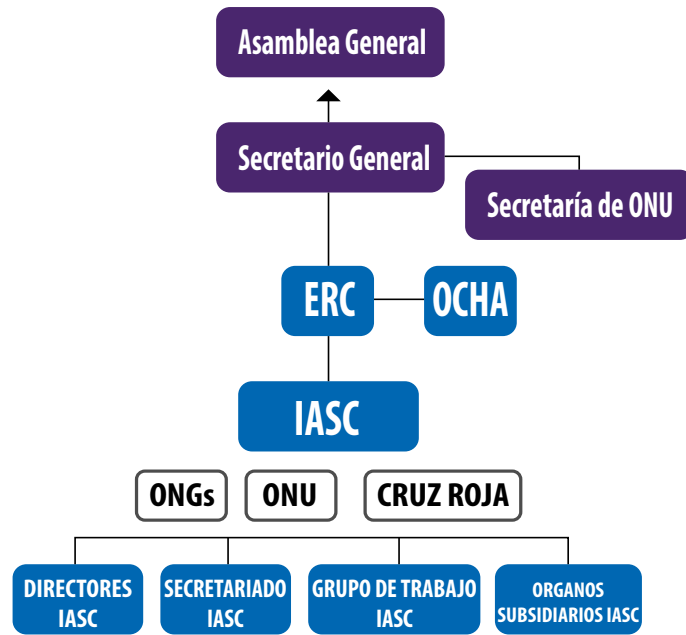 Asamblea General
Secretario General
Secretaría de ONU
ERC
OCHA
IASC
ONGs
ONU
CRUZ ROJA
DIRECTORES
IASC
SECRETARIADO
IASC
GRUPO DE TRABAJO
IASC
ORGANOS
SUBSIDIARIOS IASC